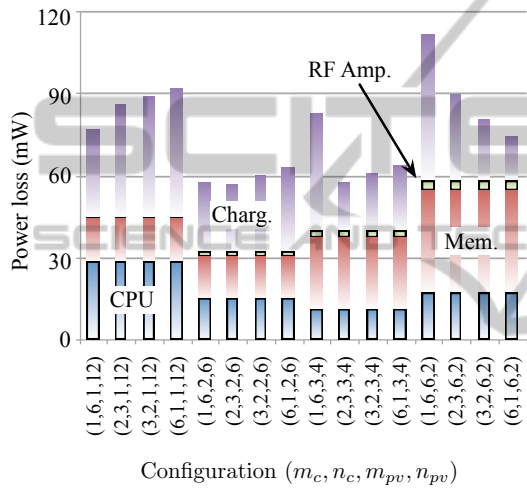 120
90
60
30
0
Power loss (mW)
RF Amp.
Charg.
Mem.
CPU
SCITE
SCIENCE AND TEC
(1,6,1,12)
(2,3,1,12)
(3,2,1,12)
(6,1,1,12)
(1,6,2,6)
(2,3,2,6)
(3,2,2,6)
(6,1,2,6)
(1,6,3,4)
(2,3,3,4)
(3,2,3,4)
(6,1,3,4)
(1,6,6,2)
(2,3,6,2)
(3,2,6,2)
(6,1,6,2)
Configuration (m_c, n_c, m_pv, n_pv)